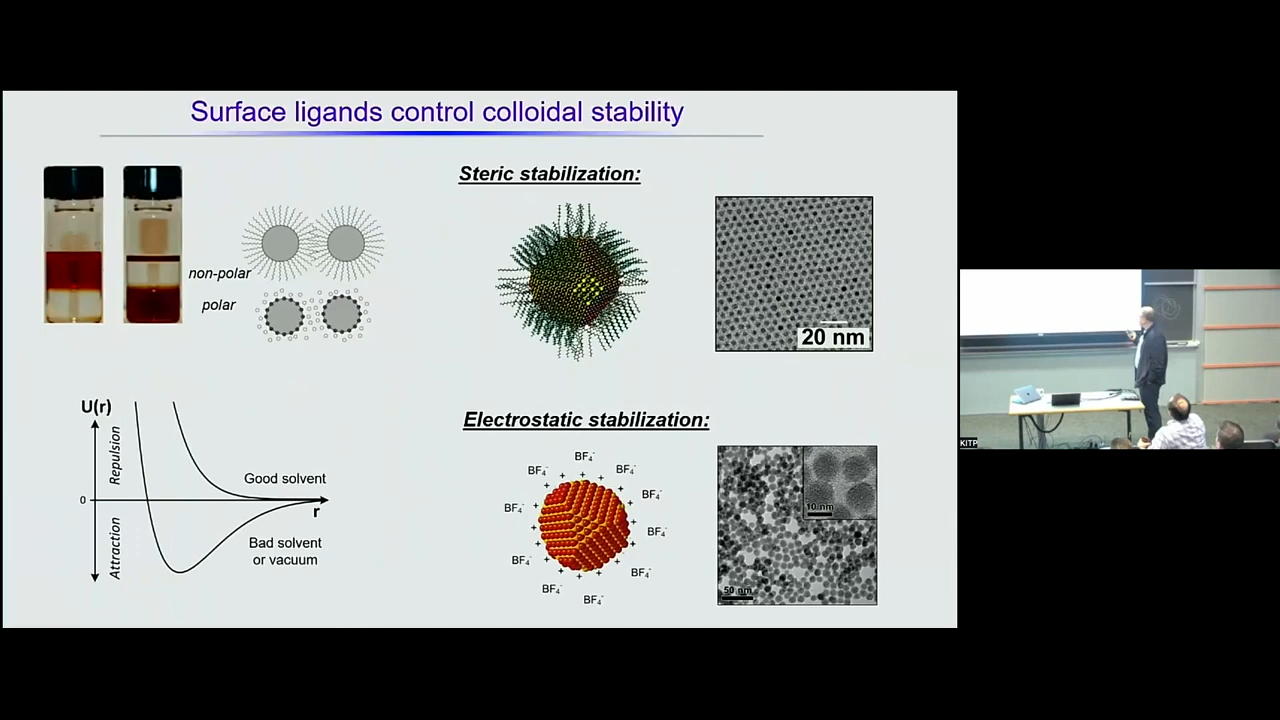 Surface ligands control colloidal stability
Steric stabilization:
non-polar
polar
20 nm
U(r)
Repulsion
0
Attraction
Good solvent
r
Bad solvent
or vacuum
Electrostatic stabilization:
BF4-
BF4-
BF4-
BF4-
BF4-
BF4-
BF4-
BF4-
BF4-
BF4-
10 nm
50 nm
KITP